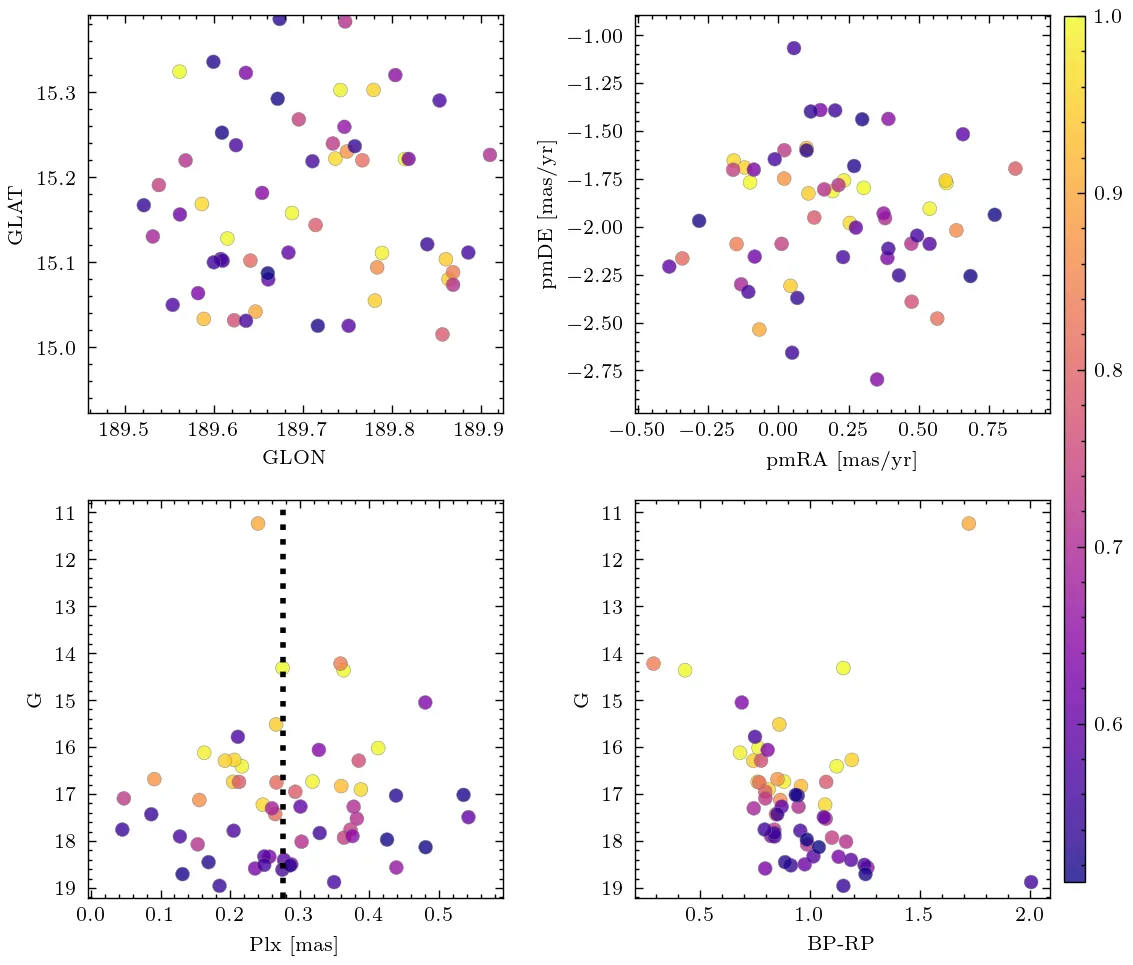 15.3
15.2
15.1
15.0
GLAT
189.5 189.6 189.7 189.8 189.9
GLON
−1.00
−1.25
−1.50
−1.75
−2.00
−2.25
−2.50
−2.75
pmDE [mas/yr]
−0.50 −0.25 0.00 0.25 0.50 0.75
pmRA [mas/yr]
1.0
0.9
0.8
0.7
0.6
11
12
13
14
15
16
17
18
19
G
0.0 0.1 0.2 0.3 0.4 0.5
Plx [mas]
11
12
13
14
15
16
17
18
19
G
0.5 1.0 1.5 2.0
BP-RP